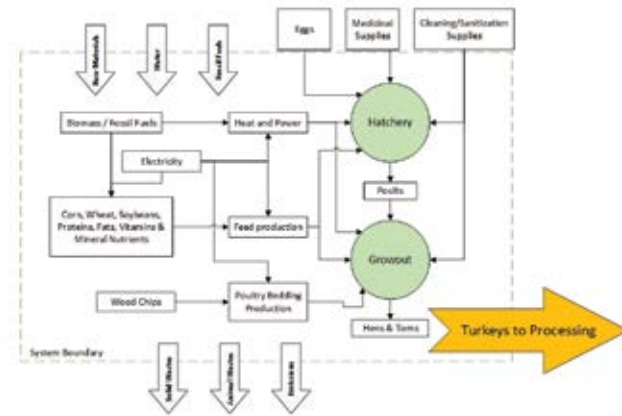 Eggs
Medicinal
Supplies
Cleaning/Sanitization
Supplies
Raw Materials
Water
Fossil Fuels
Biomass / Fossil Fuels
Heat and Power
Hatchery
Electricity
Poults
Corn, Wheat, Soybeans,
Proteins, Fats, Vitamins &
Mineral Nutrients
Feed production
Growout
Wood Chips
Poultry Bedding
Production
Hens & Toms
Turkeys to Processing
System Boundary
Solid Wastes
Animal Wastes
Emissions